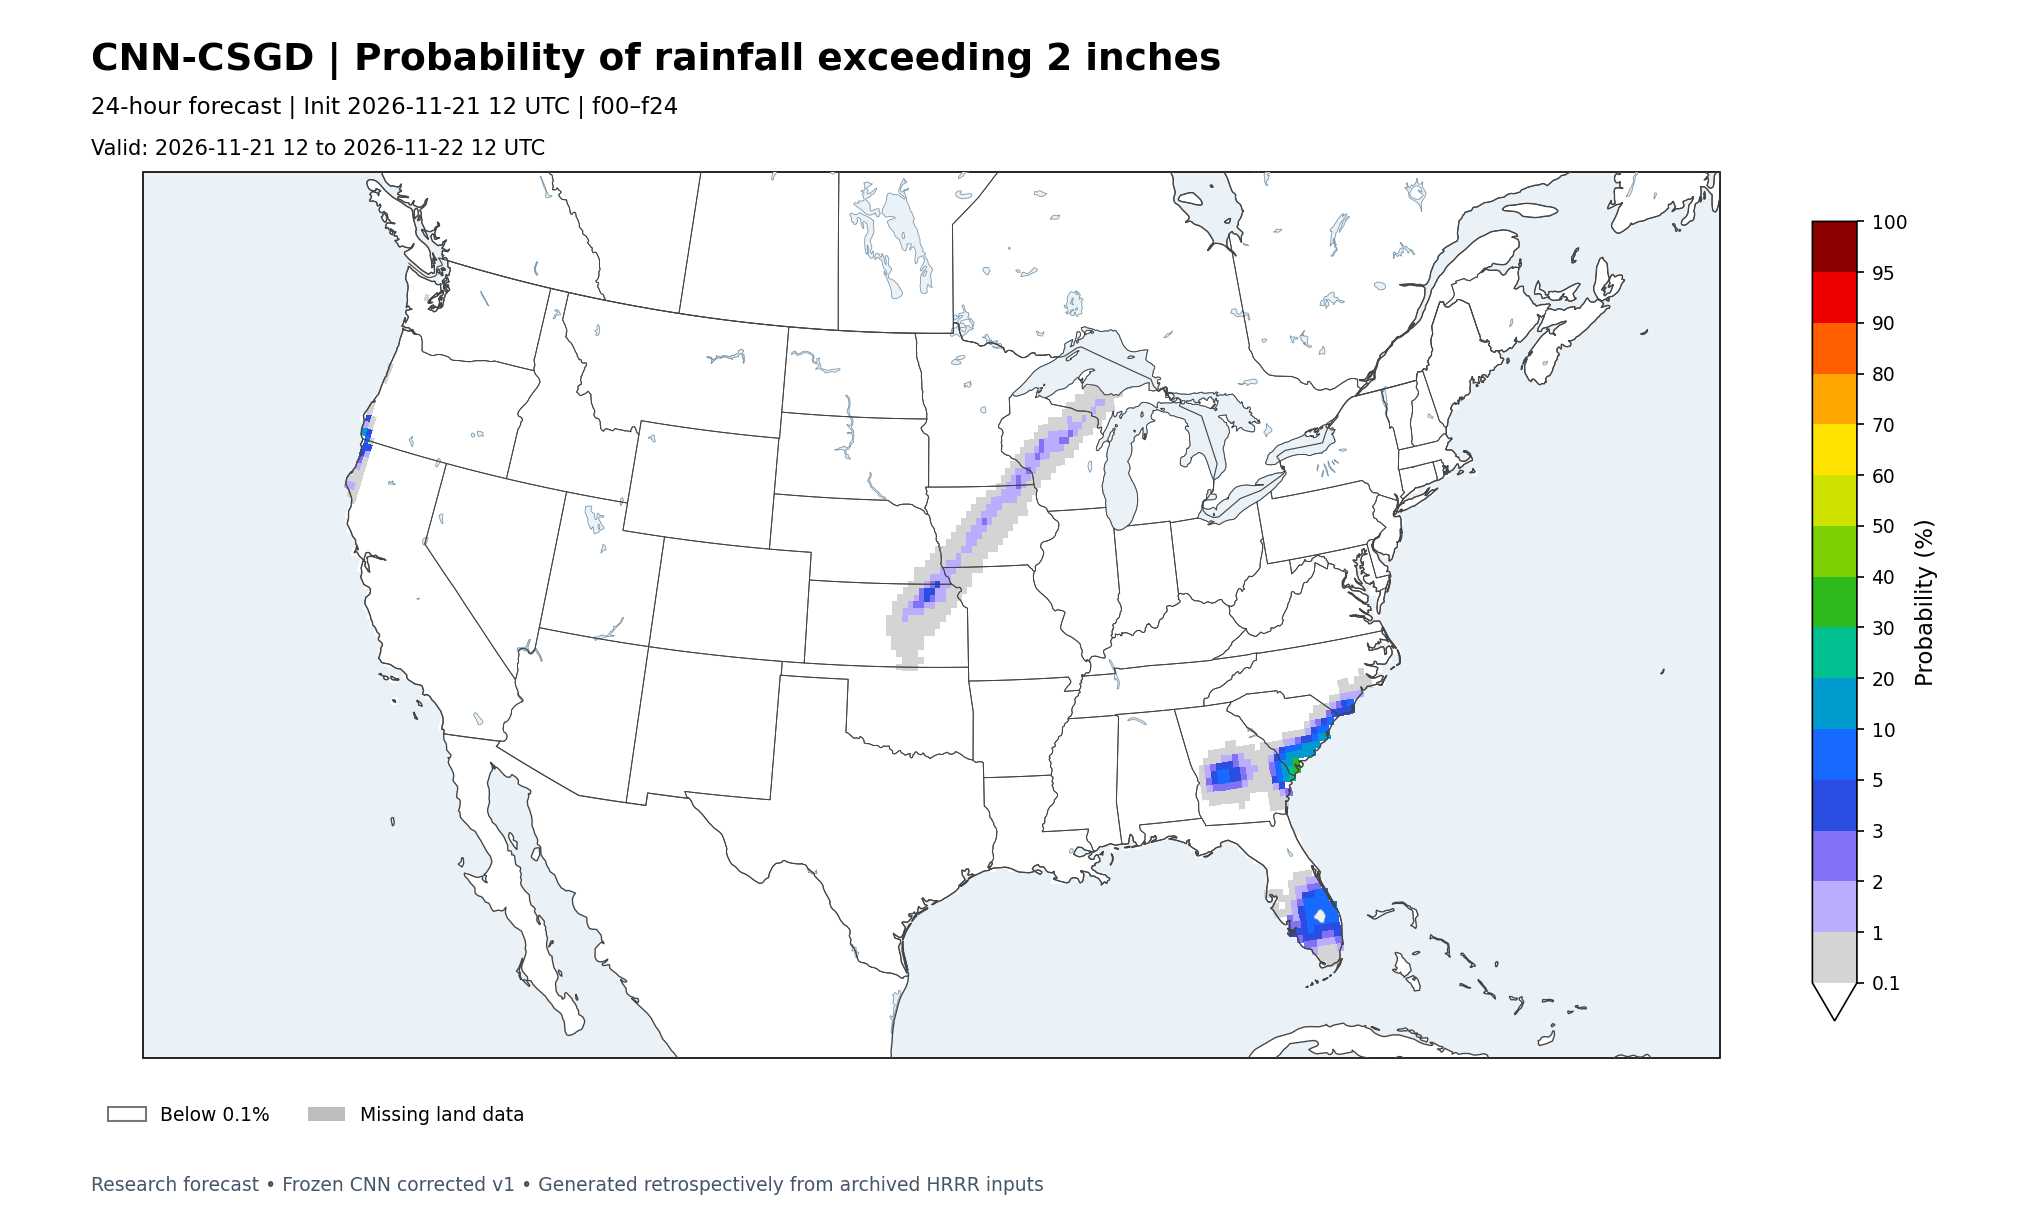 CNN-CSGD | Probability of rainfall exceeding 2 inches
24-hour forecast | Init 2026-11-21 12 UTC | f00–f24
Valid: 2026-11-21 12 to 2026-11-22 12 UTC
100
95
90
80
70
60
50
40
30
20
10
5
3
2
1
0.1
Probability (%)
Below 0.1%
Missing land data
Research forecast • Frozen CNN corrected v1 • Generated retrospectively from archived HRRR inputs